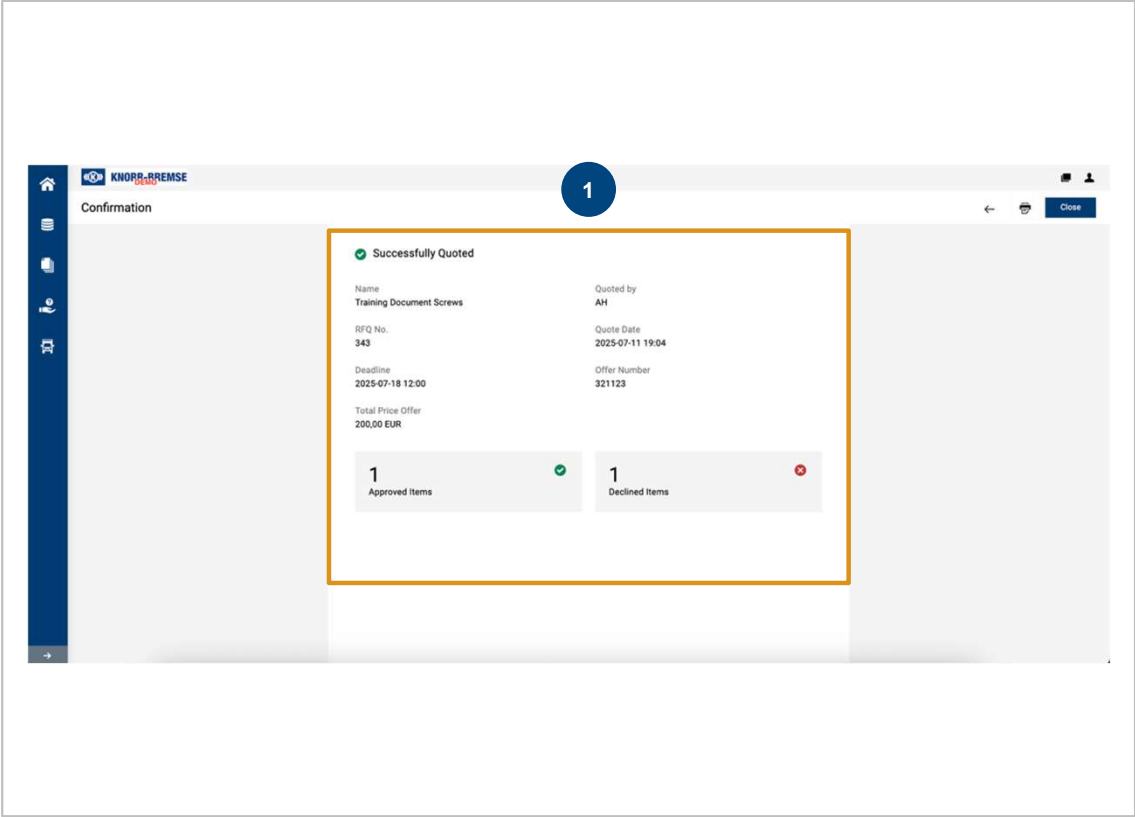 KNORR-BREMSE
DEMO
1
Confirmation
Close
Successfully Quoted
Name
Training Document Screws
Quoted by
AH
RFQ No.
343
Quote Date
2025-07-11 19:04
Deadline
2025-07-18 12:00
Offer Number
321123
Total Price Offer
200,00 EUR
1
Approved Items
1
Declined Items